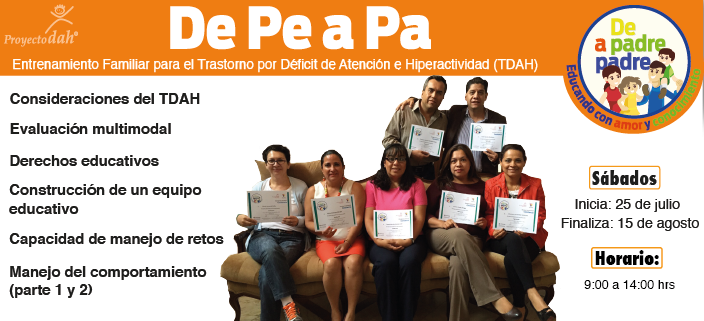 Proyecto dah®
De Pe a Pa
Entrenamiento Familiar para el Trastorno por Déficit de Atención e Hiperactividad (TDAH)
Consideraciones del TDAH
Evaluación multimodal
Derechos educativos
Construcción de un equipo
educativo
Capacidad de manejo de retos
Manejo del comportamiento
(parte 1 y 2)
De
a padre
padre
Educando con amor y
Sábados
Inicia: 25 de julio
Finaliza: 15 de agosto
Horario:
9:00 a 14:00 hrs